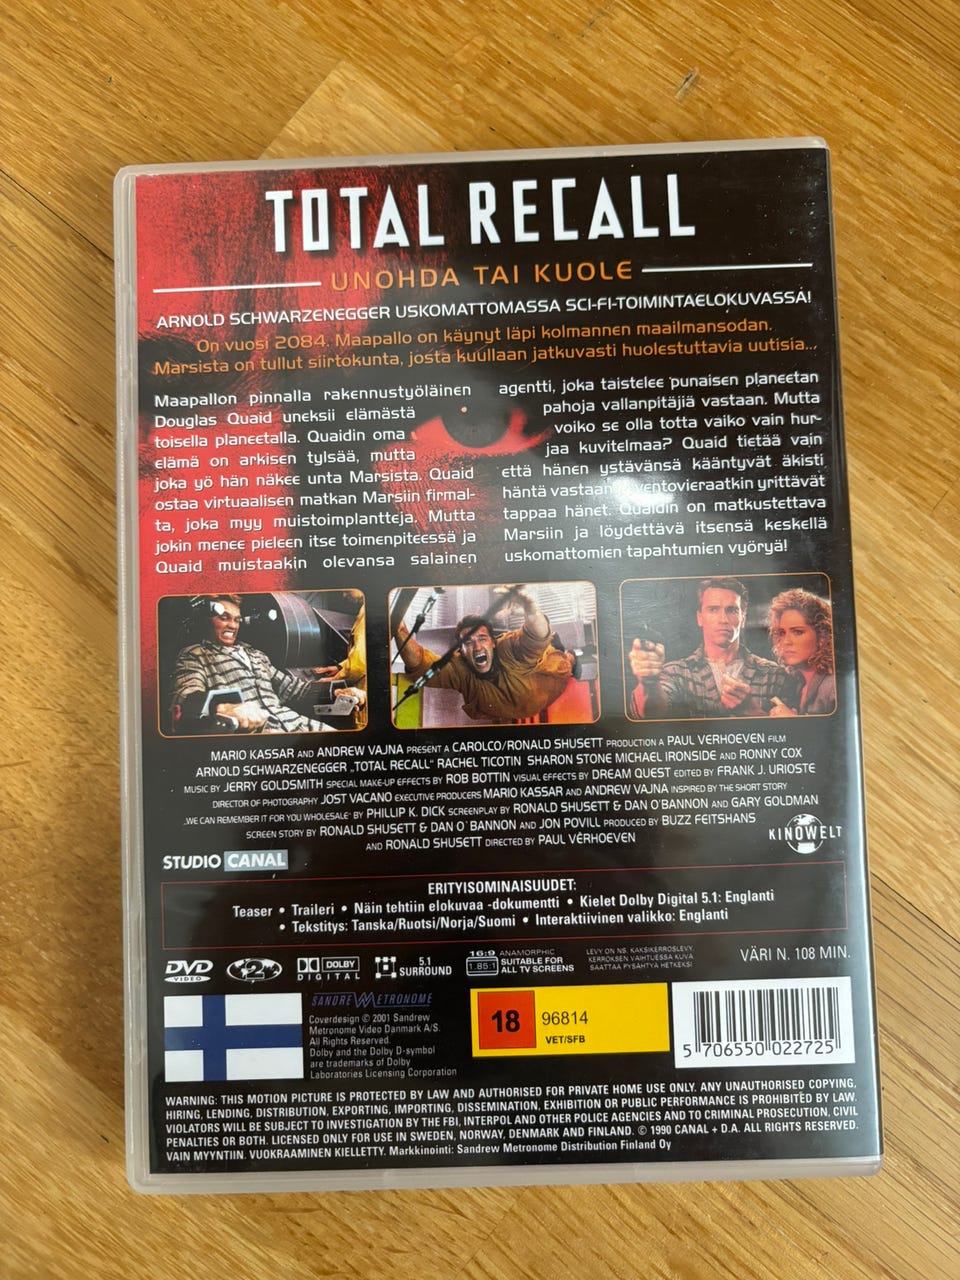 TOTAL RECALL
UNOHDA TAI KUOLE
ARNOLD SCHWARZENEGGER USKOMATTOMASSA SCI-FI-TOIMINTAELOKUVASSA!
On vuosi 2084. Maapallo on käynyt läpi kolmannen maailmansodan.
Marsista on tullut siirtokunta, josta kuullaan jatkuvasti huolestuttavia uutisia...
Maapallon pinnalla rakennustyöläinen
Douglas Quaid uneksii elämästä
toisella planeetalla. Quaidin oma
elämä on arkisen tylsää, mutta
joka yö hän näkee unta Marsista. Quaid
ostaa virtuaalisen matkan Marsiin firmal-
ta, joka myy muistoimplantteja. Mutta
jokin menee pieleen itse toimenpiteessä ja
Quaid muistaakin olevansa salainen
agentti, joka taistelee punaisen planeetan
pahoja vallanpitäjiä vastaan. Mutta
voiko se olla totta vaiko vain hur-
jaa kuvitelmaa? Quaid tietää vain
että hänen ystävänsä kääntyvät äkisti
häntä vastaan ventovieraatkin yrittävät
tappaa hänet. Quaidin on matkustettava
Marsiin ja löydettävä itsensä keskellä
uskomattomien tapahtumien vyöryä!
MARIO KASSAR AND ANDREW VAJNA PRESENT A CAROLCO/RONALD SHUSETT PRODUCTION A PAUL VERHOEVEN FILM
ARNOLD SCHWARZENEGGER „TOTAL RECALL“ RACHEL TICOTIN SHARON STONE MICHAEL IRONSIDE AND RONNY COX
MUSIC BY JERRY GOLDSMITH SPECIAL MAKE-UP EFFECTS BY ROB BOTTIN VISUAL EFFECTS BY DREAM QUEST EDITED BY FRANK J. URIOSTE
DIRECTOR OF PHOTOGRAPHY JOST VACANO EXECUTIVE PRODUCERS MARIO KASSAR AND ANDREW VAJNA INSPIRED BY THE SHORT STORY
„WE CAN REMEMBER IT FOR YOU WHOLESALE“ BY PHILLIP K. DICK SCREENPLAY BY RONALD SHUSETT & DAN O'BANNON AND GARY GOLDMAN
SCREEN STORY BY RONALD SHUSETT & DAN O'BANNON AND JON POVILL PRODUCED BY BUZZ FEITSHANS
AND RONALD SHUSETT DIRECTED BY PAUL VERHOEVEN
KINOWELT
STUDIO CANAL
ERITYISOMINAISUUDET:
Teaser • Traileri • Näin tehtiin elokuvaa -dokumentti • Kielet Dolby Digital 5.1: Englanti
• Tekstitys: Tanska/Ruotsi/Norja/Suomi • Interaktiivinen valikko: Englanti
DVD VIDEO
2
DOLBY DIGITAL
5.1 SURROUND
16:9 1.85:1
ANAMORPHIC
SUITABLE FOR
ALL TV SCREENS
LEVY ON NS. KAKSIKERROSLEVY.
KERROKSEN VAIHTUESSA KUVA
SAATTAA PYSÄHTYÄ HETKEKSI
VÄRI N. 108 MIN.
SANDREW METRONOME
Coverdesign © 2001 Sandrew
Metronome Video Danmark A/S.
All Rights Reserved.
Dolby and the Dolby D-symbol
are trademarks of Dolby
Laboratories Licensing Corporation
18
96814
VET/SFB
5 706550 022725
WARNING: THIS MOTION PICTURE IS PROTECTED BY LAW AND AUTHORISED FOR PRIVATE HOME USE ONLY. ANY UNAUTHORISED COPYING,
HIRING, LENDING, DISTRIBUTION, EXPORTING, IMPORTING, DISSEMINATION, EXHIBITION OR PUBLIC PERFORMANCE IS PROHIBITED BY LAW.
VIOLATORS WILL BE SUBJECT TO INVESTIGATION BY THE FBI, INTERPOL AND OTHER POLICE AGENCIES AND TO CRIMINAL PROSECUTION, CIVIL
PENALTIES OR BOTH. LICENSED ONLY FOR USE IN SWEDEN, NORWAY, DENMARK AND FINLAND. © 1990 CANAL + D.A. ALL RIGHTS RESERVED.
VAIN MYYNTIIN. VUOKRAAMINEN KIELLETTY. Markkinointi: Sandrew Metronome Distribution Finland Oy